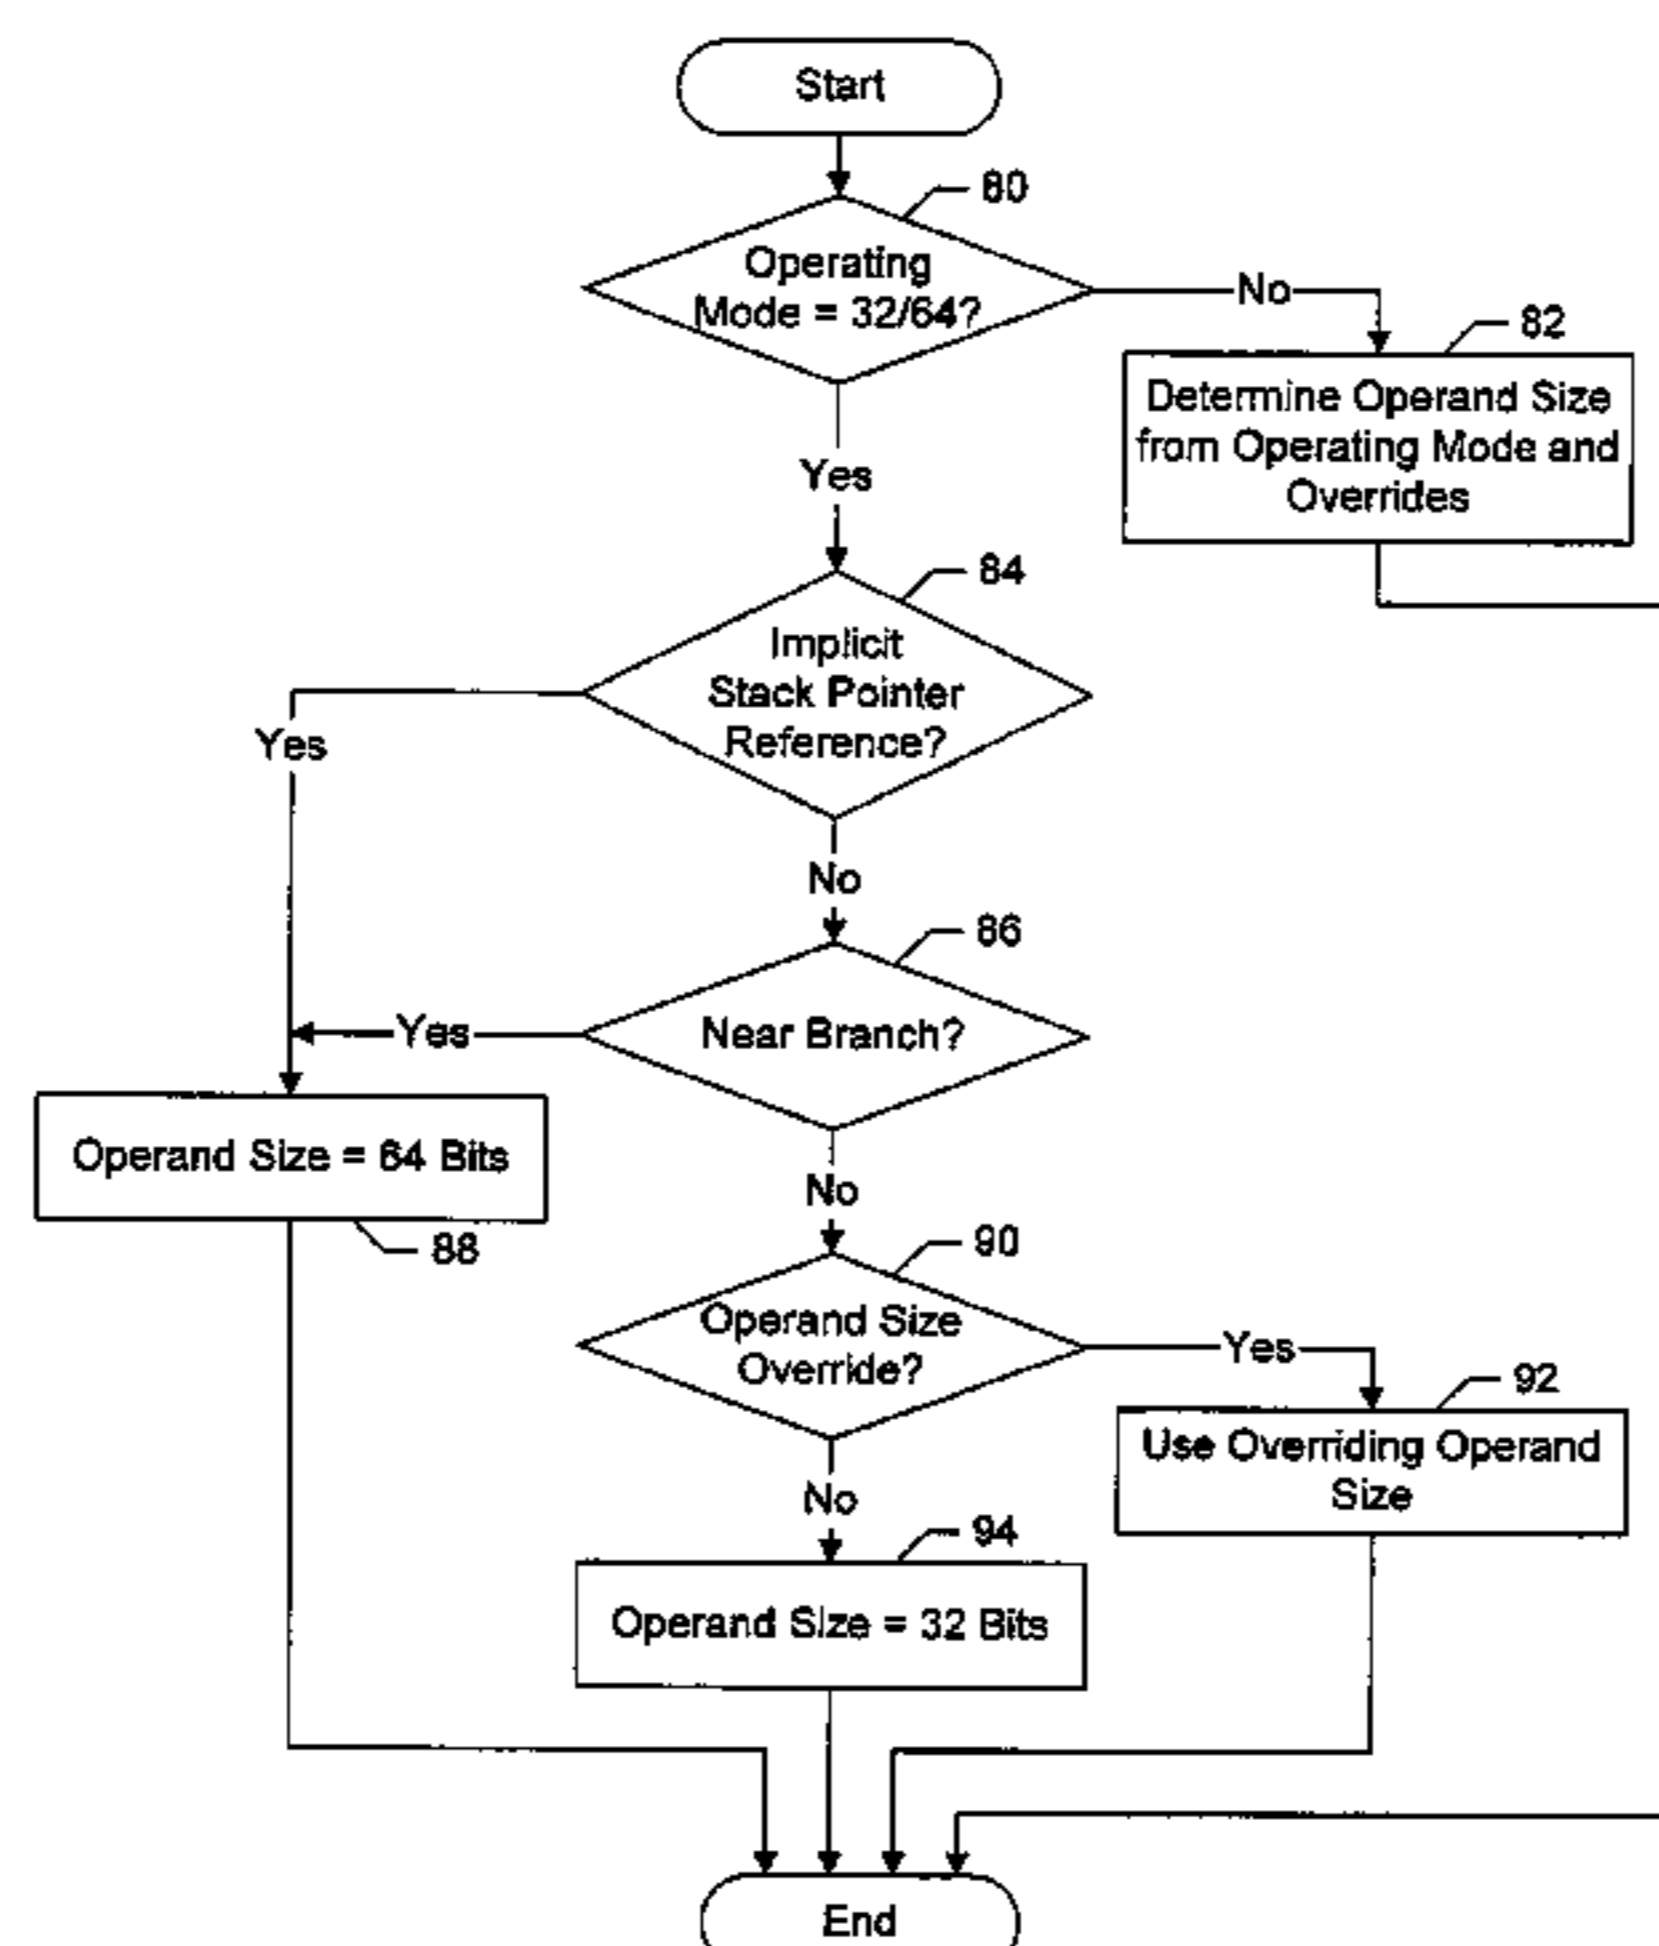 Start
80
Operating
Mode = 32/64?
No
82
Determine Operand Size
from Operating Mode and
Overrides
Yes
84
Implicit
Stack Pointer
Reference?
Yes
No
86
Near Branch?
Yes
Operand Size = 64 Bits
88
No
90
Operand Size
Override?
Yes
92
Use Overriding Operand
Size
No
94
Operand Size = 32 Bits
End